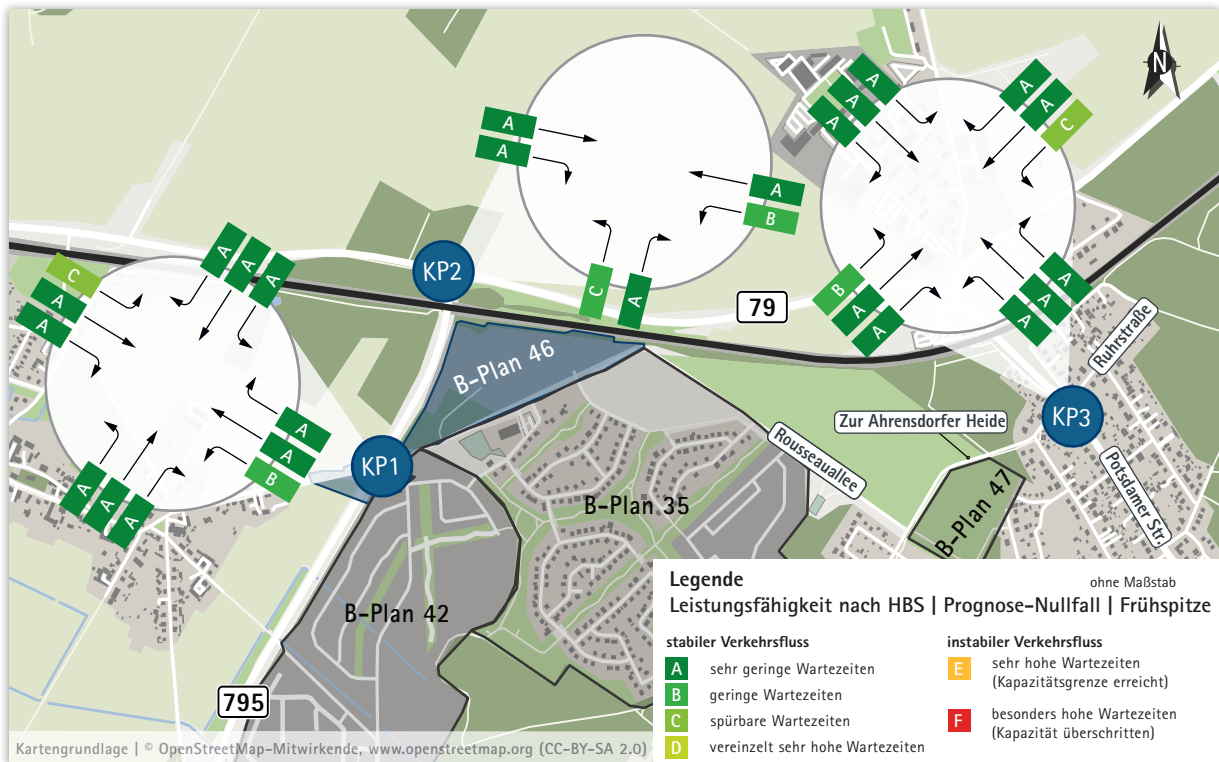 N
A
A
A
B
C
A
A
A
A
A
A
C
B
A
A
A
A
A
C
A
A
A
A
A
A
A
B
A
A
A
KP2
79
B-Plan 46
KP1
KP3
Ruhrstraße
Zur Ahrensdorfer Heide
Rousseauallee
Potsdamer Str.
B-Plan 35
B-Plan 47
B-Plan 42
795
Legende
ohne Maßstab
Leistungsfähigkeit nach HBS | Prognose-Nullfall | Frühspitze
stabiler Verkehrsfluss
A sehr geringe Wartezeiten
B geringe Wartezeiten
C spürbare Wartezeiten
D vereinzelt sehr hohe Wartezeiten
instabiler Verkehrsfluss
E sehr hohe Wartezeiten
(Kapazitätsgrenze erreicht)
F besonders hohe Wartezeiten
(Kapazität überschritten)
Kartengrundlage | © OpenStreetMap-Mitwirkende, www.openstreetmap.org (CC-BY-SA 2.0)